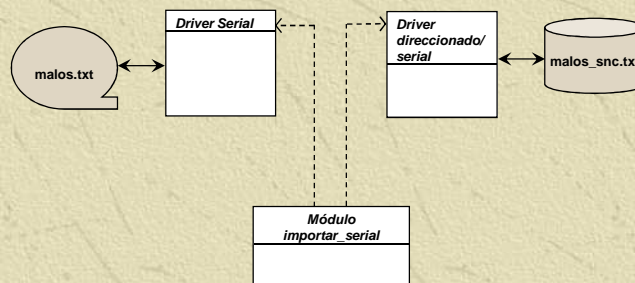 malos.txt
Driver Serial
Driver
direccionado/
serial
malos_snc.tx
Módulo
importar_serial